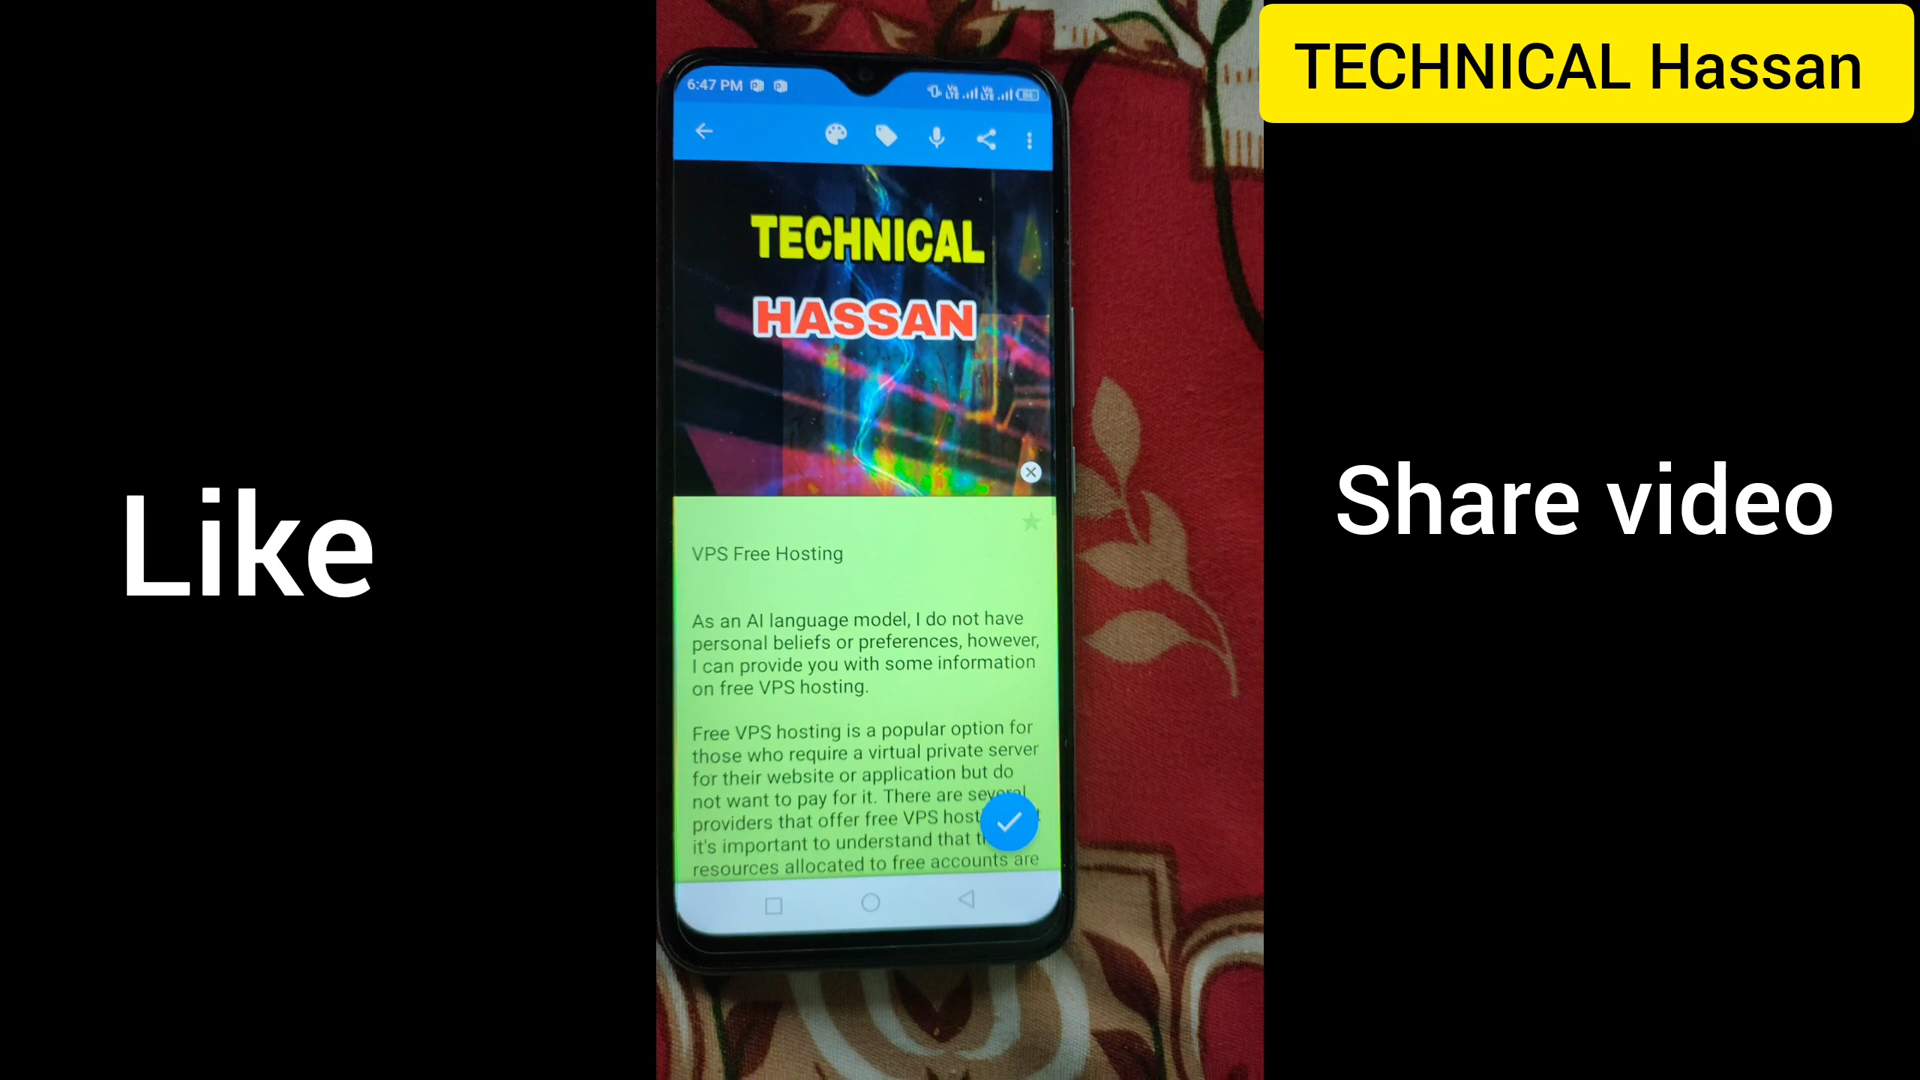 TECHNICAL Hassan
Like
Share video
6:47 PM
TECHNICAL
HASSAN
VPS Free Hosting
As an AI language model, I do not have
personal beliefs or preferences, however,
I can provide you with some information
on free VPS hosting.
Free VPS hosting is a popular option for
those who require a virtual private server
for their website or application but do
not want to pay for it. There are several
providers that offer free VPS
it's important to understand that
resources allocated to free accounts are